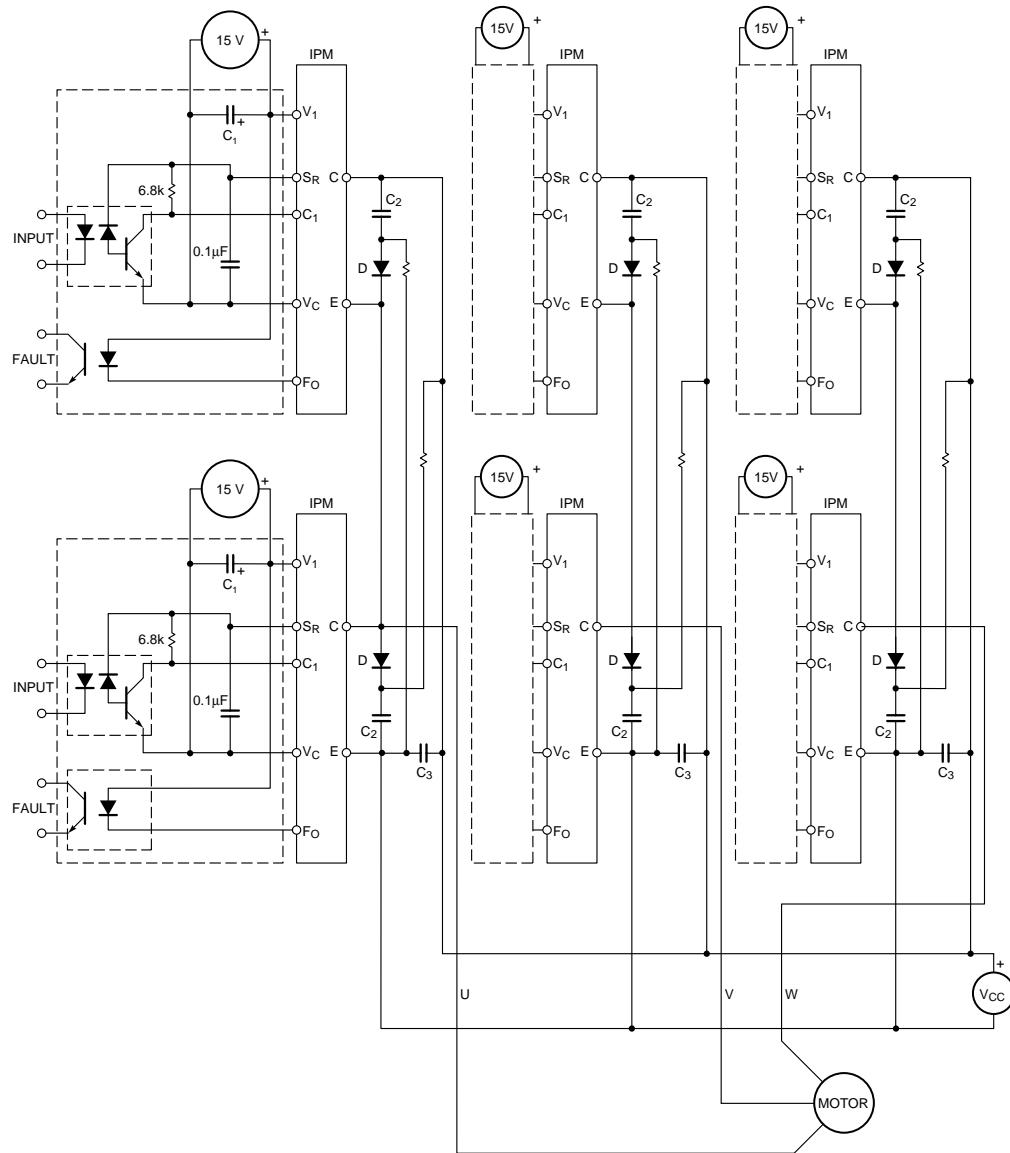 15 V
+
IPM
V1
C1
+
SR
C
6.8k
C2
C1
INPUT
0.1µF
D
VC
E
FAULT
FO
15V
+
IPM
V1
SR
C
C2
C1
D
VC
E
FO
15V
+
IPM
V1
SR
C
C2
C1
D
VC
E
FO
15 V
+
IPM
V1
C1
+
SR
C
6.8k
D
C1
INPUT
0.1µF
C2
VC
E
C3
FAULT
FO
15V
+
IPM
V1
SR
C
D
C1
C2
VC
E
C3
FO
15V
+
IPM
V1
SR
C
D
C1
C2
VC
E
C3
FO
+
U
V
W
VCC
MOTOR